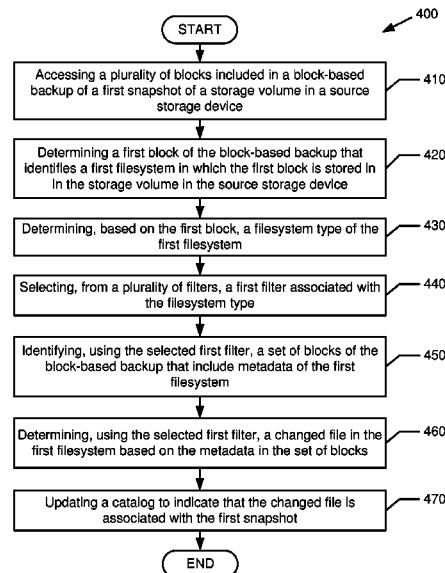 400
START
Accessing a plurality of blocks included in a block-based
backup of a first snapshot of a storage volume in a source
storage device
410
Determining a first block of the block-based backup that
identifies a first filesystem in which the first block is stored in
in the storage volume in the source storage device
420
Determining, based on the first block, a filesystem type of the
first filesystem
430
Selecting, from a plurality of filters, a first filter associated with
the filesystem type
440
Identifying, using the selected first filter, a set of blocks of the
block-based backup that include metadata of the first
filesystem
450
Determining, using the selected first filter, a changed file in the
first filesystem based on the metadata in the set of blocks
460
Updating a catalog to indicate that the changed file is
associated with the first snapshot
470
END